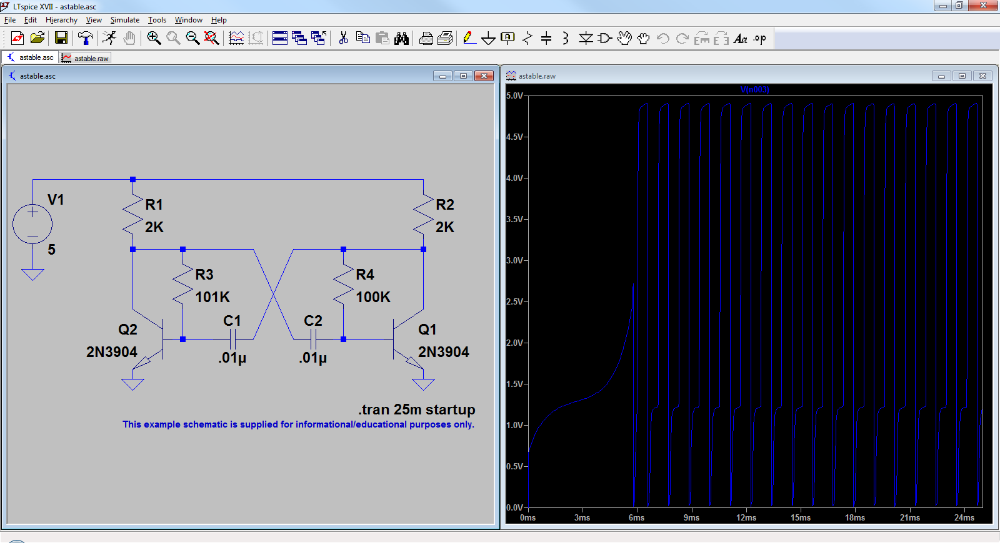 LTspice XVII - astable.asc
File Edit Hierarchy View Simulate Tools Window Help
A Aa .op
astable.asc astable.raw
astable.asc
astable.raw
V(n003)
V1
5
R1
2K
R2
2K
R3
101K
R4
100K
C1
.01µ
C2
.01µ
Q2
2N3904
Q1
2N3904
.tran 25m startup
This example schematic is supplied for informational/educational purposes only.
5.0V
4.5V
4.0V
3.5V
3.0V
2.5V
2.0V
1.5V
1.0V
0.5V
0.0V
0ms 3ms 6ms 9ms 12ms 15ms 18ms 21ms 24ms